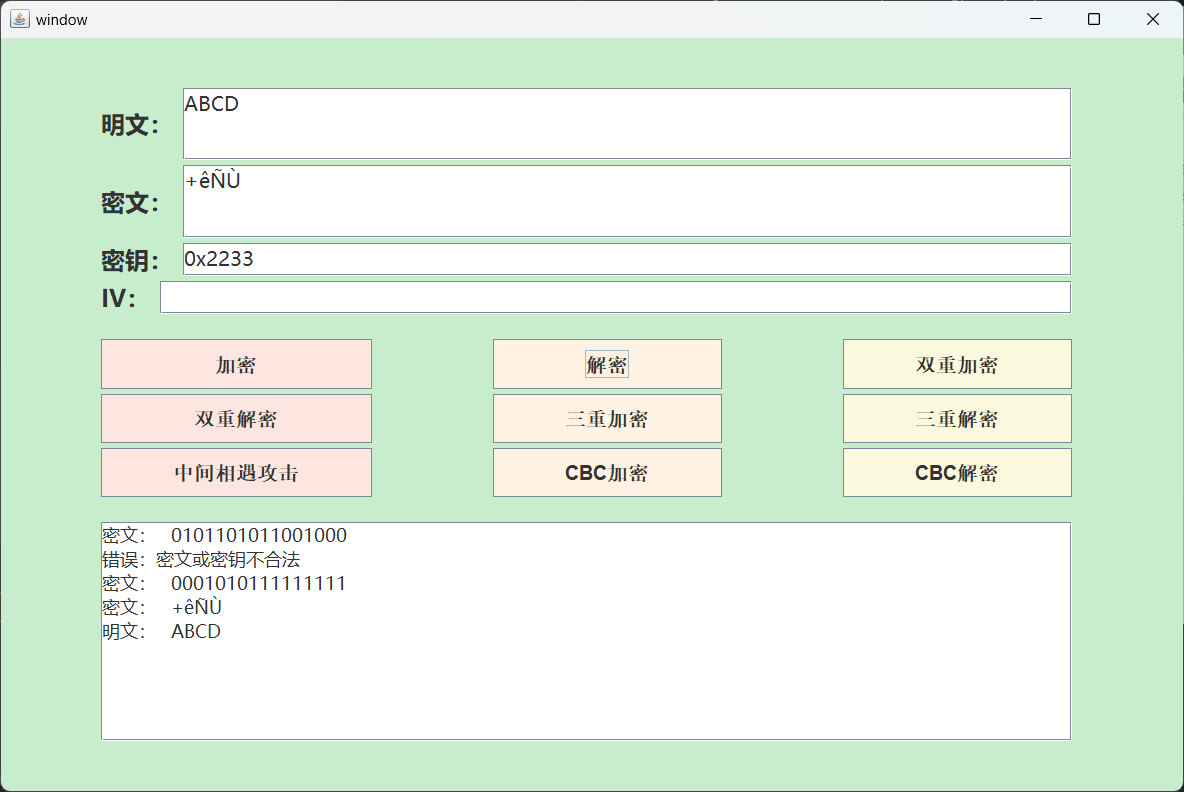 window
明文： ABCD
密文： +êÑÙ
密钥： 0x2233
IV：
加密 解密 双重加密
双重解密 三重加密 三重解密
中间相遇攻击 CBC加密 CBC解密
密文： 0101101011001000
错误：密文或密钥不合法
密文： 0001010111111111
密文： +êÑÙ
明文： ABCD